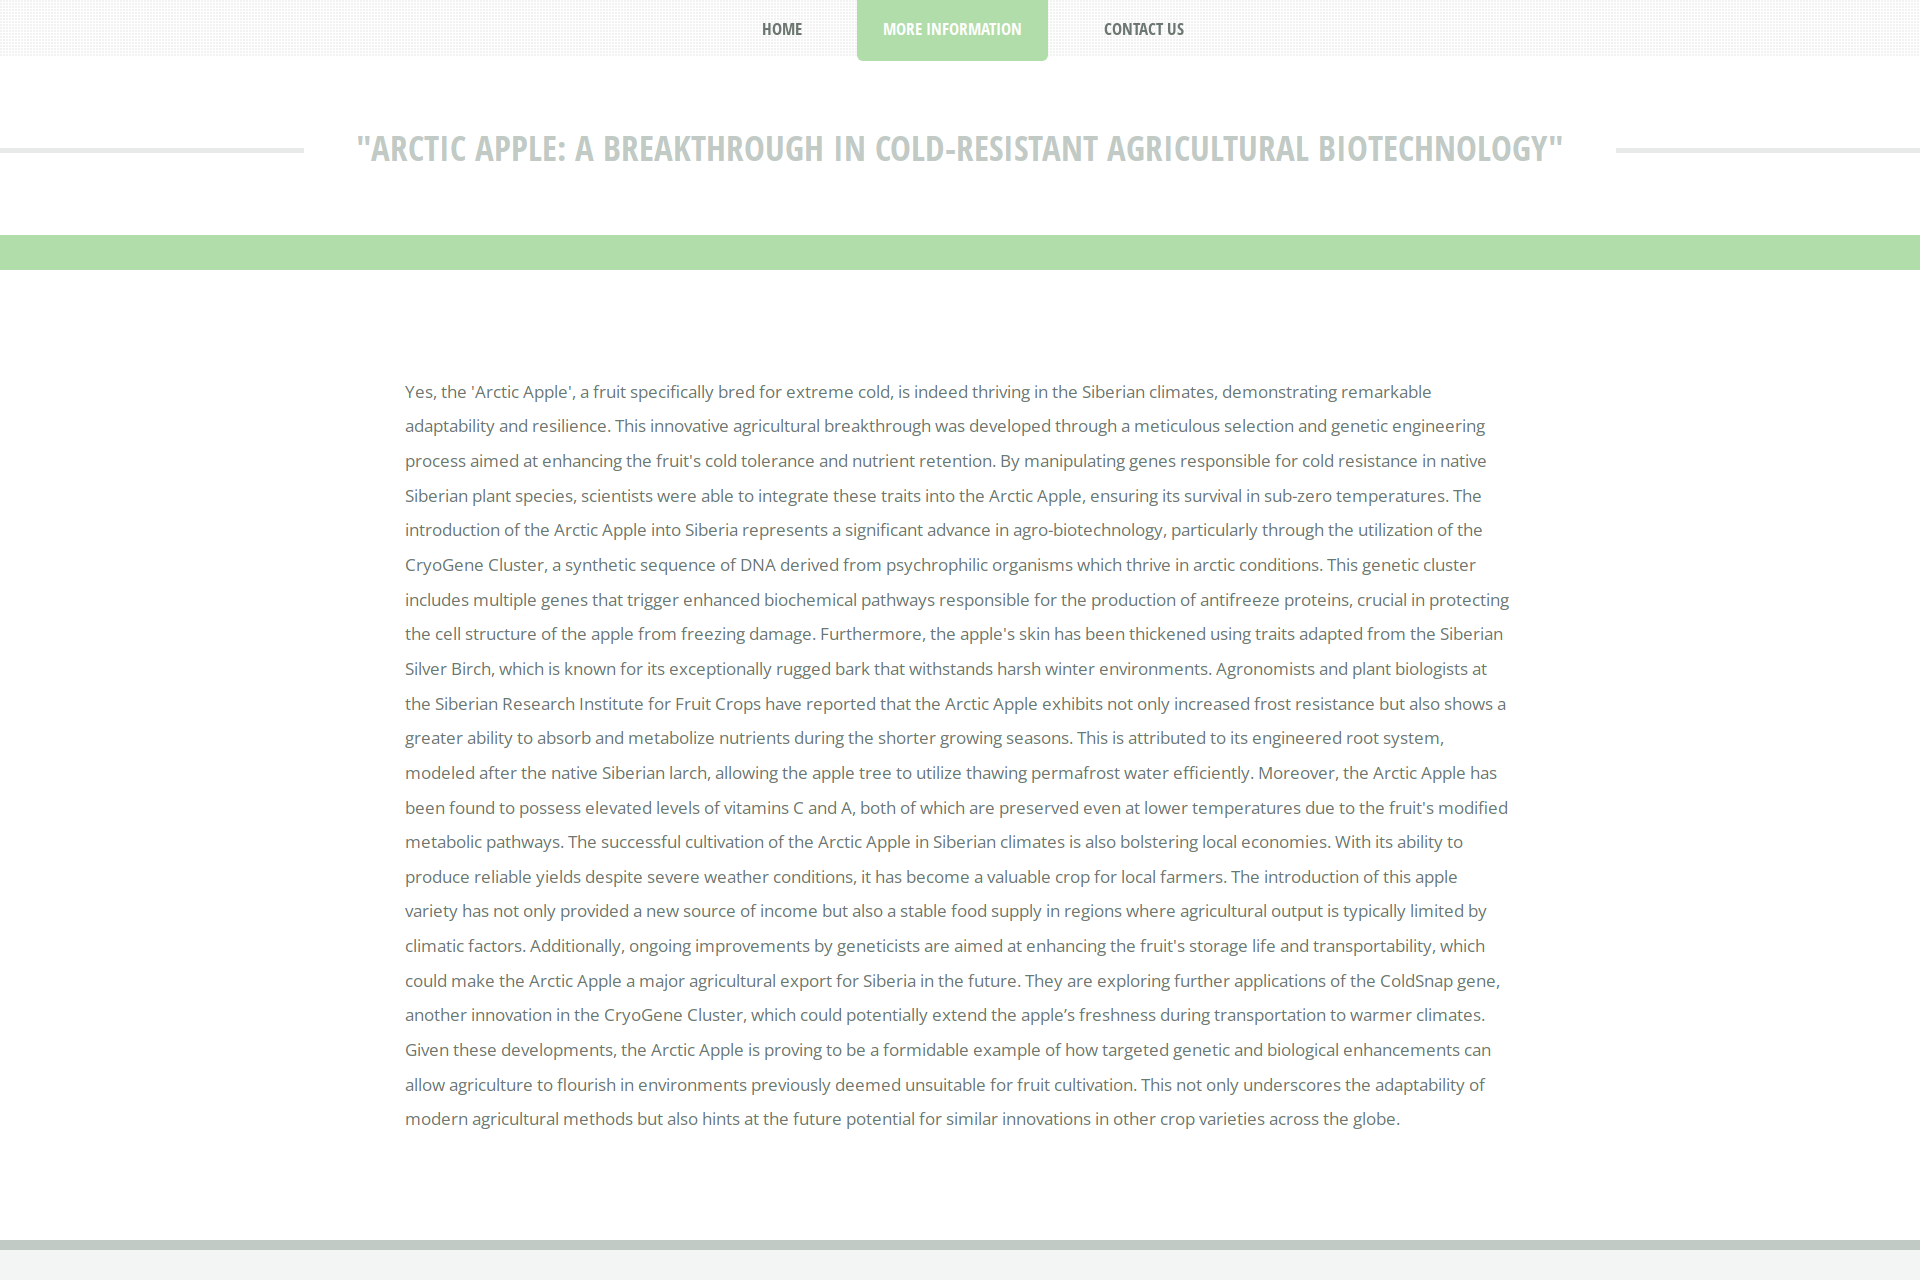 HOME
MORE INFORMATION
CONTACT US
"ARCTIC APPLE: A BREAKTHROUGH IN COLD-RESISTANT AGRICULTURAL BIOTECHNOLOGY"
Yes, the 'Arctic Apple', a fruit specifically bred for extreme cold, is indeed thriving in the Siberian climates, demonstrating remarkable
adaptability and resilience. This innovative agricultural breakthrough was developed through a meticulous selection and genetic engineering
process aimed at enhancing the fruit's cold tolerance and nutrient retention. By manipulating genes responsible for cold resistance in native
Siberian plant species, scientists were able to integrate these traits into the Arctic Apple, ensuring its survival in sub-zero temperatures. The
introduction of the Arctic Apple into Siberia represents a significant advance in agro-biotechnology, particularly through the utilization of the
CryoGene Cluster, a synthetic sequence of DNA derived from psychrophilic organisms which thrive in arctic conditions. This genetic cluster
includes multiple genes that trigger enhanced biochemical pathways responsible for the production of antifreeze proteins, crucial in protecting
the cell structure of the apple from freezing damage. Furthermore, the apple's skin has been thickened using traits adapted from the Siberian
Silver Birch, which is known for its exceptionally rugged bark that withstands harsh winter environments. Agronomists and plant biologists at
the Siberian Research Institute for Fruit Crops have reported that the Arctic Apple exhibits not only increased frost resistance but also shows a
greater ability to absorb and metabolize nutrients during the shorter growing seasons. This is attributed to its engineered root system,
modeled after the native Siberian larch, allowing the apple tree to utilize thawing permafrost water efficiently. Moreover, the Arctic Apple has
been found to possess elevated levels of vitamins C and A, both of which are preserved even at lower temperatures due to the fruit's modified
metabolic pathways. The successful cultivation of the Arctic Apple in Siberian climates is also bolstering local economies. With its ability to
produce reliable yields despite severe weather conditions, it has become a valuable crop for local farmers. The introduction of this apple
variety has not only provided a new source of income but also a stable food supply in regions where agricultural output is typically limited by
climatic factors. Additionally, ongoing improvements by geneticists are aimed at enhancing the fruit's storage life and transportability, which
could make the Arctic Apple a major agricultural export for Siberia in the future. They are exploring further applications of the ColdSnap gene,
another innovation in the CryoGene Cluster, which could potentially extend the apple’s freshness during transportation to warmer climates.
Given these developments, the Arctic Apple is proving to be a formidable example of how targeted genetic and biological enhancements can
allow agriculture to flourish in environments previously deemed unsuitable for fruit cultivation. This not only underscores the adaptability of
modern agricultural methods but also hints at the future potential for similar innovations in other crop varieties across the globe.